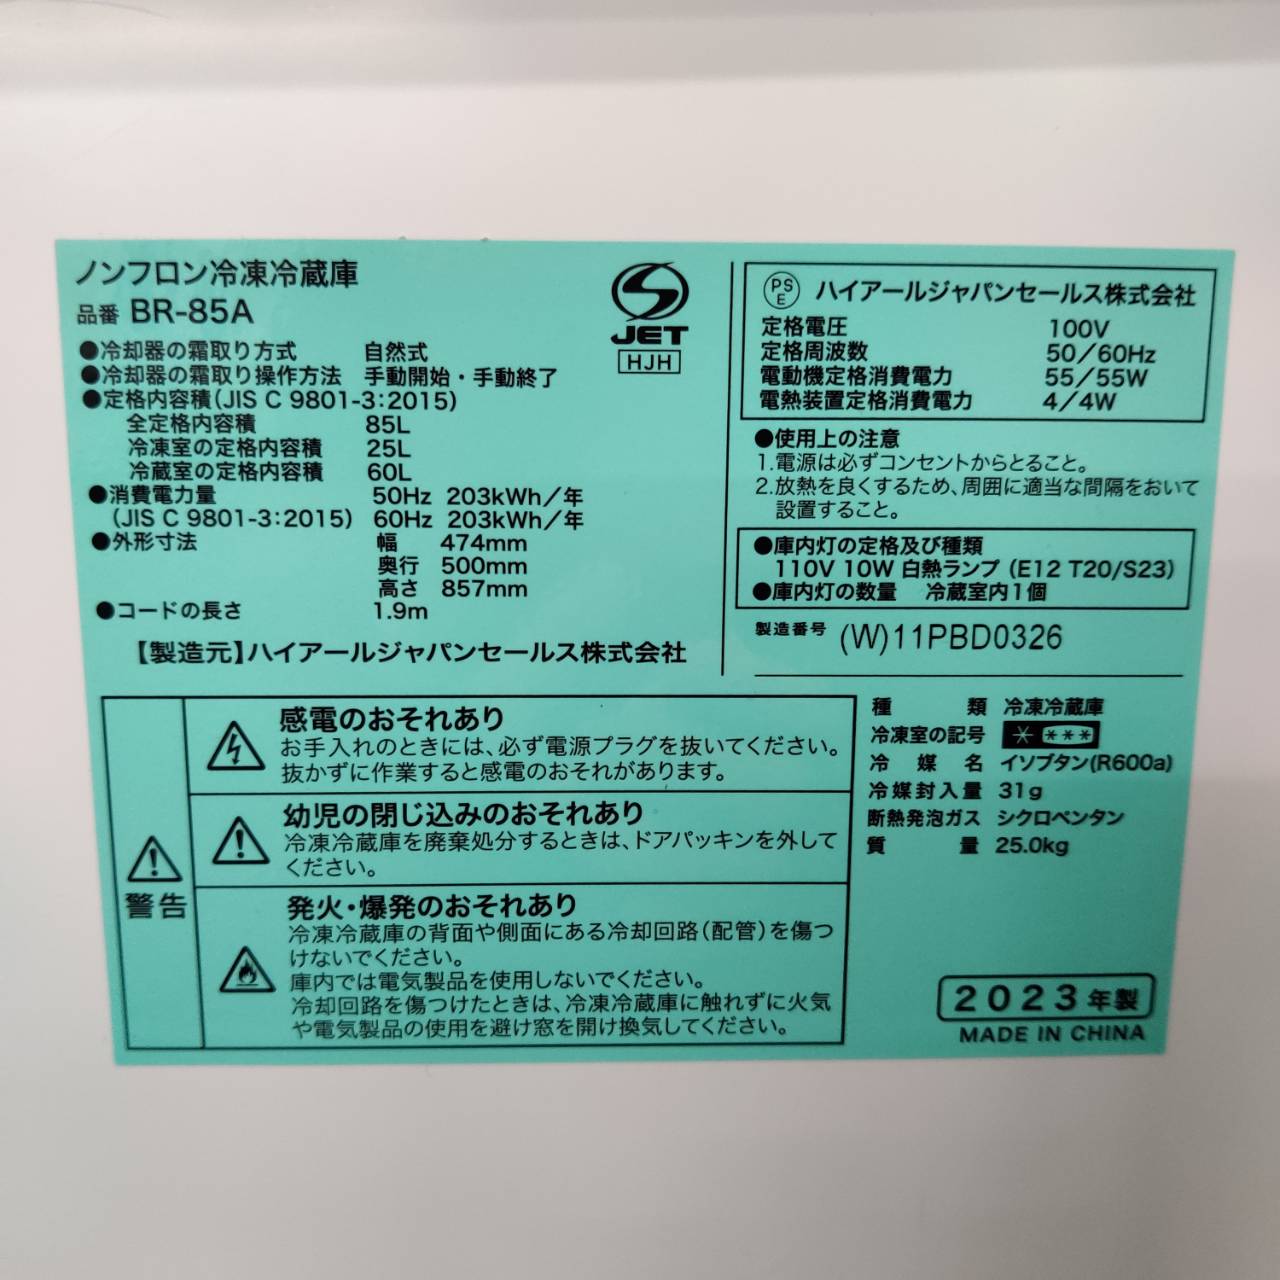 ノンフロン冷凍冷蔵庫
品番 BR-85A
●冷却器の霜取り方式 自然式
●冷却器の霜取り操作方法 手動開始・手動終了
●定格内容積(JIS C 9801-3:2015)
全定格内容積 85L
冷凍室の定格内容積 25L
冷蔵室の定格内容積 60L
●消費電力量 50Hz 203kWh/年
(JIS C 9801-3:2015) 60Hz 203kWh/年
●外形寸法 幅 474mm
奥行 500mm
高さ 857mm
●コードの長さ 1.9m
【製造元】ハイアールジャパンセールス株式会社
JET
HJH
PS
E
ハイアールジャパンセールス株式会社
定格電圧 100V
定格周波数 50/60Hz
電動機定格消費電力 55/55W
電熱装置定格消費電力 4/4W
●使用上の注意
1.電源は必ずコンセントからとること。
2.放熱を良くするため、周囲に適当な間隔をおいて
設置すること。
●庫内灯の定格及び種類
110V 10W 白熱ランプ (E12 T20/S23)
●庫内灯の数量 冷蔵室内1個
製造番号 (W)11PBD0326
警告
感電のおそれあり
お手入れのときには、必ず電源プラグを抜いてください。
抜かずに作業すると感電のおそれがあります。
幼児の閉じ込みのおそれあり
冷凍冷蔵庫を廃棄処分するときは、ドアパッキンを外して
ください。
発火・爆発のおそれあり
冷凍冷蔵庫の背面や側面にある冷却回路(配管)を傷つ
けないでください。
庫内では電気製品を使用しないでください。
冷却回路を傷つけたときは、冷凍冷蔵庫に触れずに火気
や電気製品の使用を避け窓を開け換気してください。
種類 冷凍冷蔵庫
冷凍室の記号 * ***
冷媒名 イソブタン(R600a)
冷媒封入量 31g
断熱発泡ガス シクロペンタン
質量 25.0kg
2023年製
MADE IN CHINA